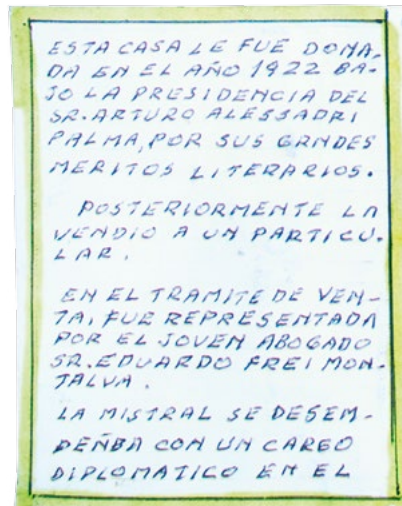 ESTA CASA LE FUE DONA-
DA EN EL AÑO 1922 BA-
JO LA PRESIDENCIA DEL
SR. ARTURO ALESSADRI
PALMA, POR SUS GRNDES
MERITOS LITERARIOS.
POSTERIORMENTE LA
VENDIO A UN PARTICU-
LAR.
EN EL TRAMITE DE VEN-
TA, FUE REPRESENTADA
POR EL JOVEN ABOGADO
SR. EDUARDO FREI MON-
TALVA.
LA MISTRAL SE DESEM-
PEÑBA CON UN CARGO
DIPLOMATICO EN EL